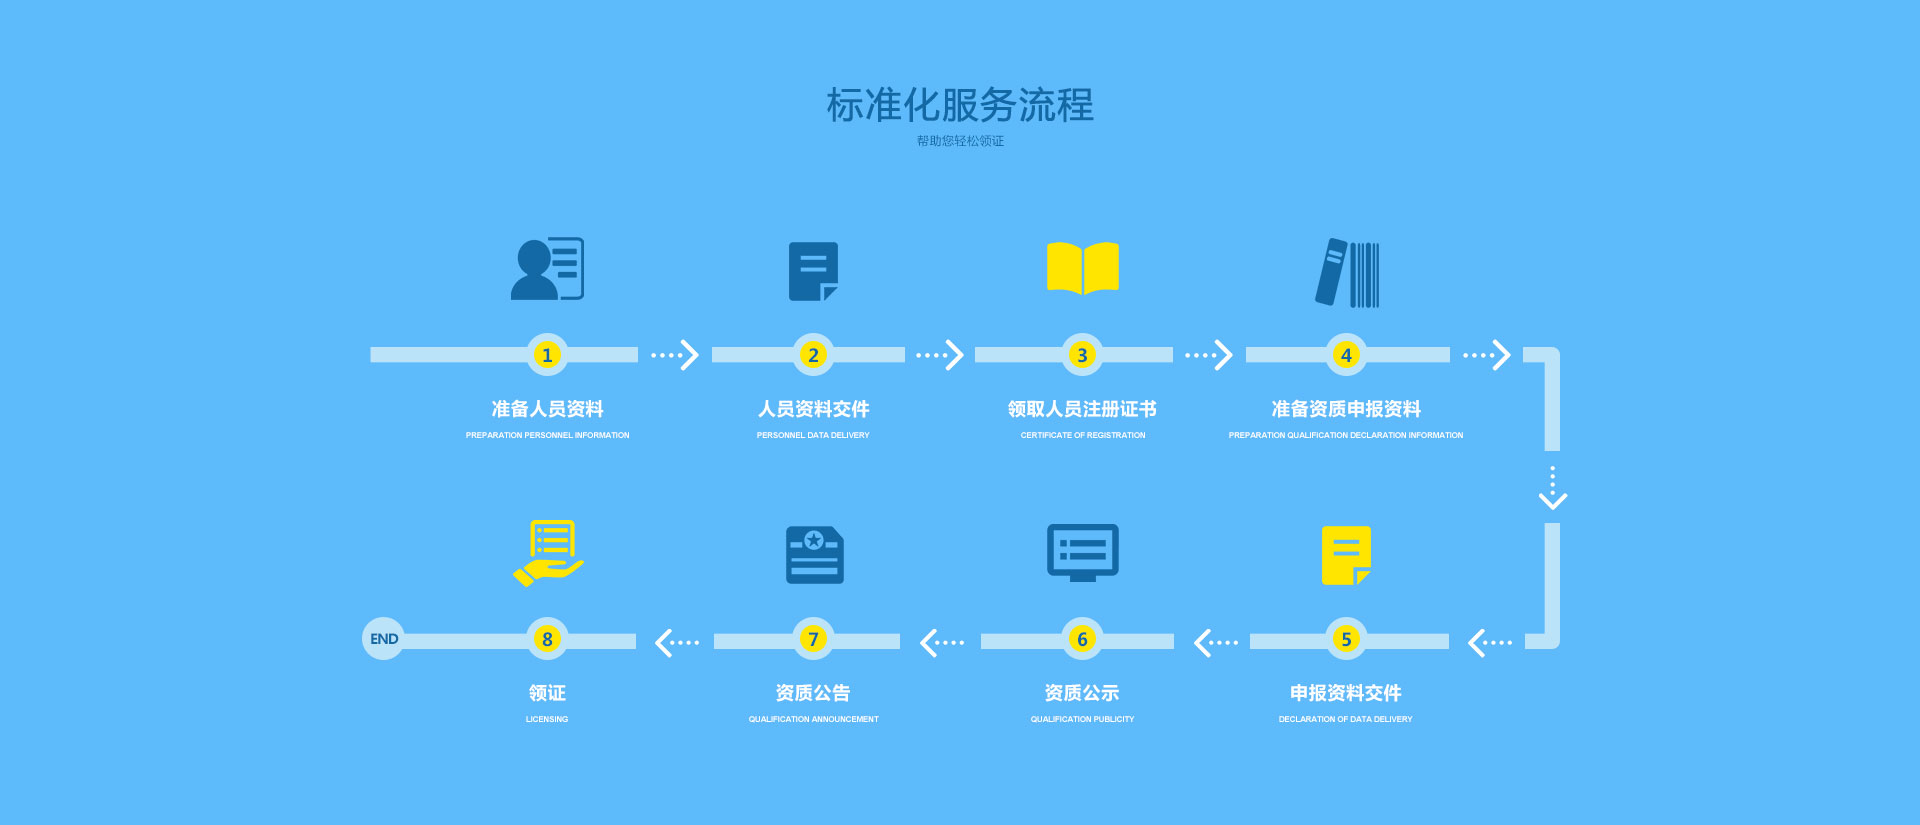 标准化服务流程
帮助您轻松领证
1
2
3
4
准备人员资料
人员资料交件
领取人员注册证书
准备资质申报资料
PREPARATION PERSONNEL INFORMATION
PERSONNEL DATA DELIVERY
CERTIFICATE OF REGISTRATION
PREPARATION QUALIFICATION DECLARATION INFORMATION
END
8
7
6
5
领证
资质公告
资质公示
申报资料交件
LICENSING
QUALIFICATION ANNOUNCEMENT
QUALIFICATION PUBLICITY
DECLARATION OF DATA DELIVERY